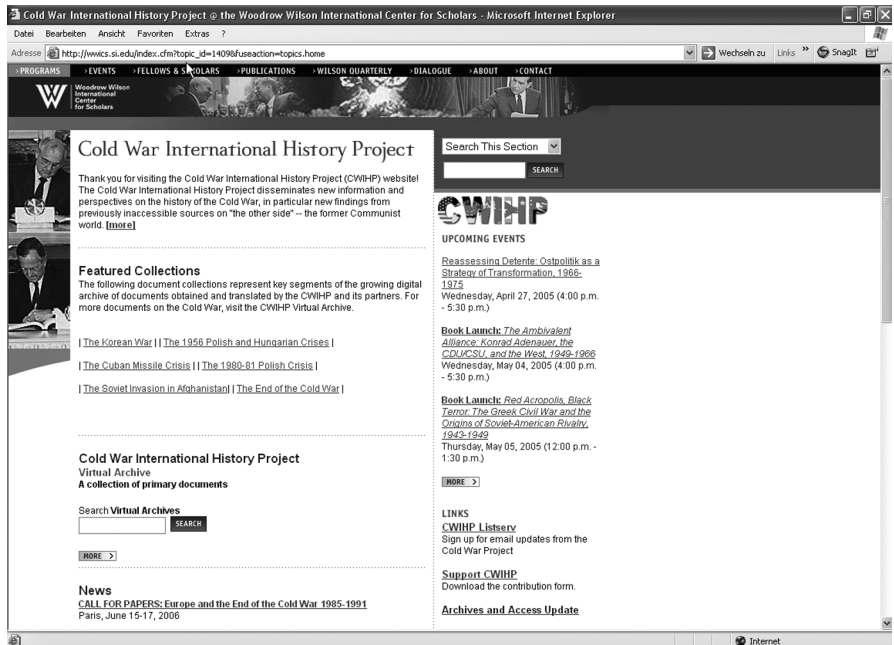 Cold War International History Project @ the Woodrow Wilson International Center for Scholars - Microsoft Internet Explorer
Datei Bearbeiten Ansicht Favoriten Extras ?
Adresse http://wwics.si.edu/index.cfm?topic_id=1409&fuseaction=topics.home Wechseln zu Links » SnagIt
>PROGRAMS >EVENTS >FELLOWS & SCHOLARS >PUBLICATIONS >WILSON QUARTERLY >DIALOGUE >ABOUT >CONTACT
Woodrow Wilson
International
Center
for Scholars
Cold War International History Project
Thank you for visiting the Cold War International History Project (CWIHP) website!
The Cold War International History Project disseminates new information and
perspectives on the history of the Cold War, in particular new findings from
previously inaccessible sources on "the other side" -- the former Communist
world. [more]
Featured Collections
The following document collections represent key segments of the growing digital
archive of documents obtained and translated by the CWIHP and its partners. For
more documents on the Cold War, visit the CWIHP Virtual Archive.
| The Korean War | | The 1956 Polish and Hungarian Crises |
| The Cuban Missile Crisis | | The 1980-81 Polish Crisis |
| The Soviet Invasion in Afghanistan| | The End of the Cold War |
Cold War International History Project
Virtual Archive
A collection of primary documents
Search Virtual Archives
SEARCH
MORE >
News
CALL FOR PAPERS: Europe and the End of the Cold War 1985-1991
Paris, June 15-17, 2006
Search This Section
SEARCH
CWIHP
UPCOMING EVENTS
Reassessing Detente: Ostpolitik as a
Strategy of Transformation, 1966-
1975
Wednesday, April 27, 2005 (4:00 p.m.
- 5:30 p.m.)
Book Launch: The Ambivalent
Alliance: Konrad Adenauer, the
CDU/CSU, and the West, 1949-1966
Wednesday, May 04, 2005 (4:00 p.m.
- 5:30 p.m.)
Book Launch: Red Acropolis, Black
Terror: The Greek Civil War and the
Origins of Soviet-American Rivalry,
1943-1949
Thursday, May 05, 2005 (12:00 p.m. -
1:30 p.m.)
MORE >
LINKS
CWIHP Listserv
Sign up for email updates from the
Cold War Project
Support CWIHP
Download the contribution form.
Archives and Access Update
Internet